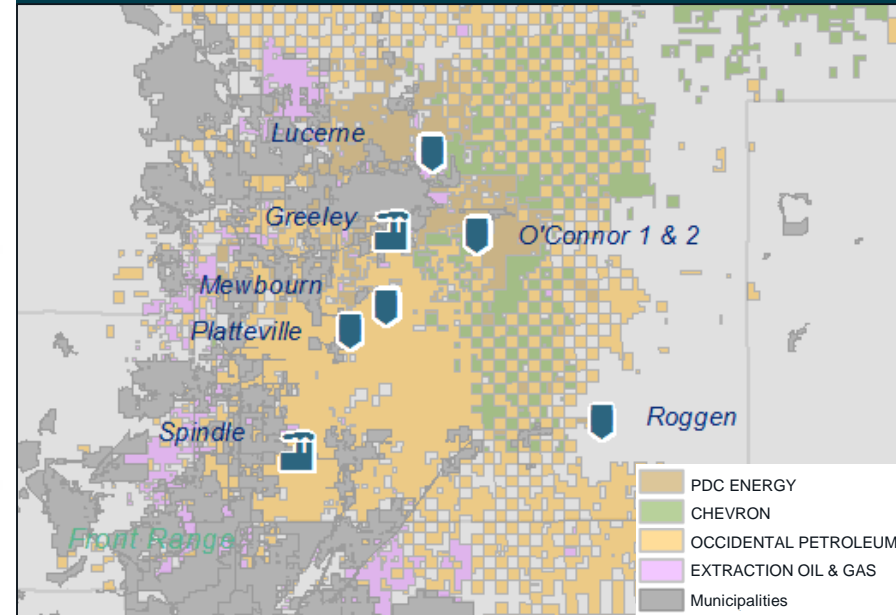 Lucerne
Greeley
O'Connor 1 & 2
Mewbourn
Platteville
Roggen
Spindle
Front Range
PDC ENERGY
CHEVRON
OCCIDENTAL PETROLEUM
EXTRACTION OIL & GAS
Municipalities